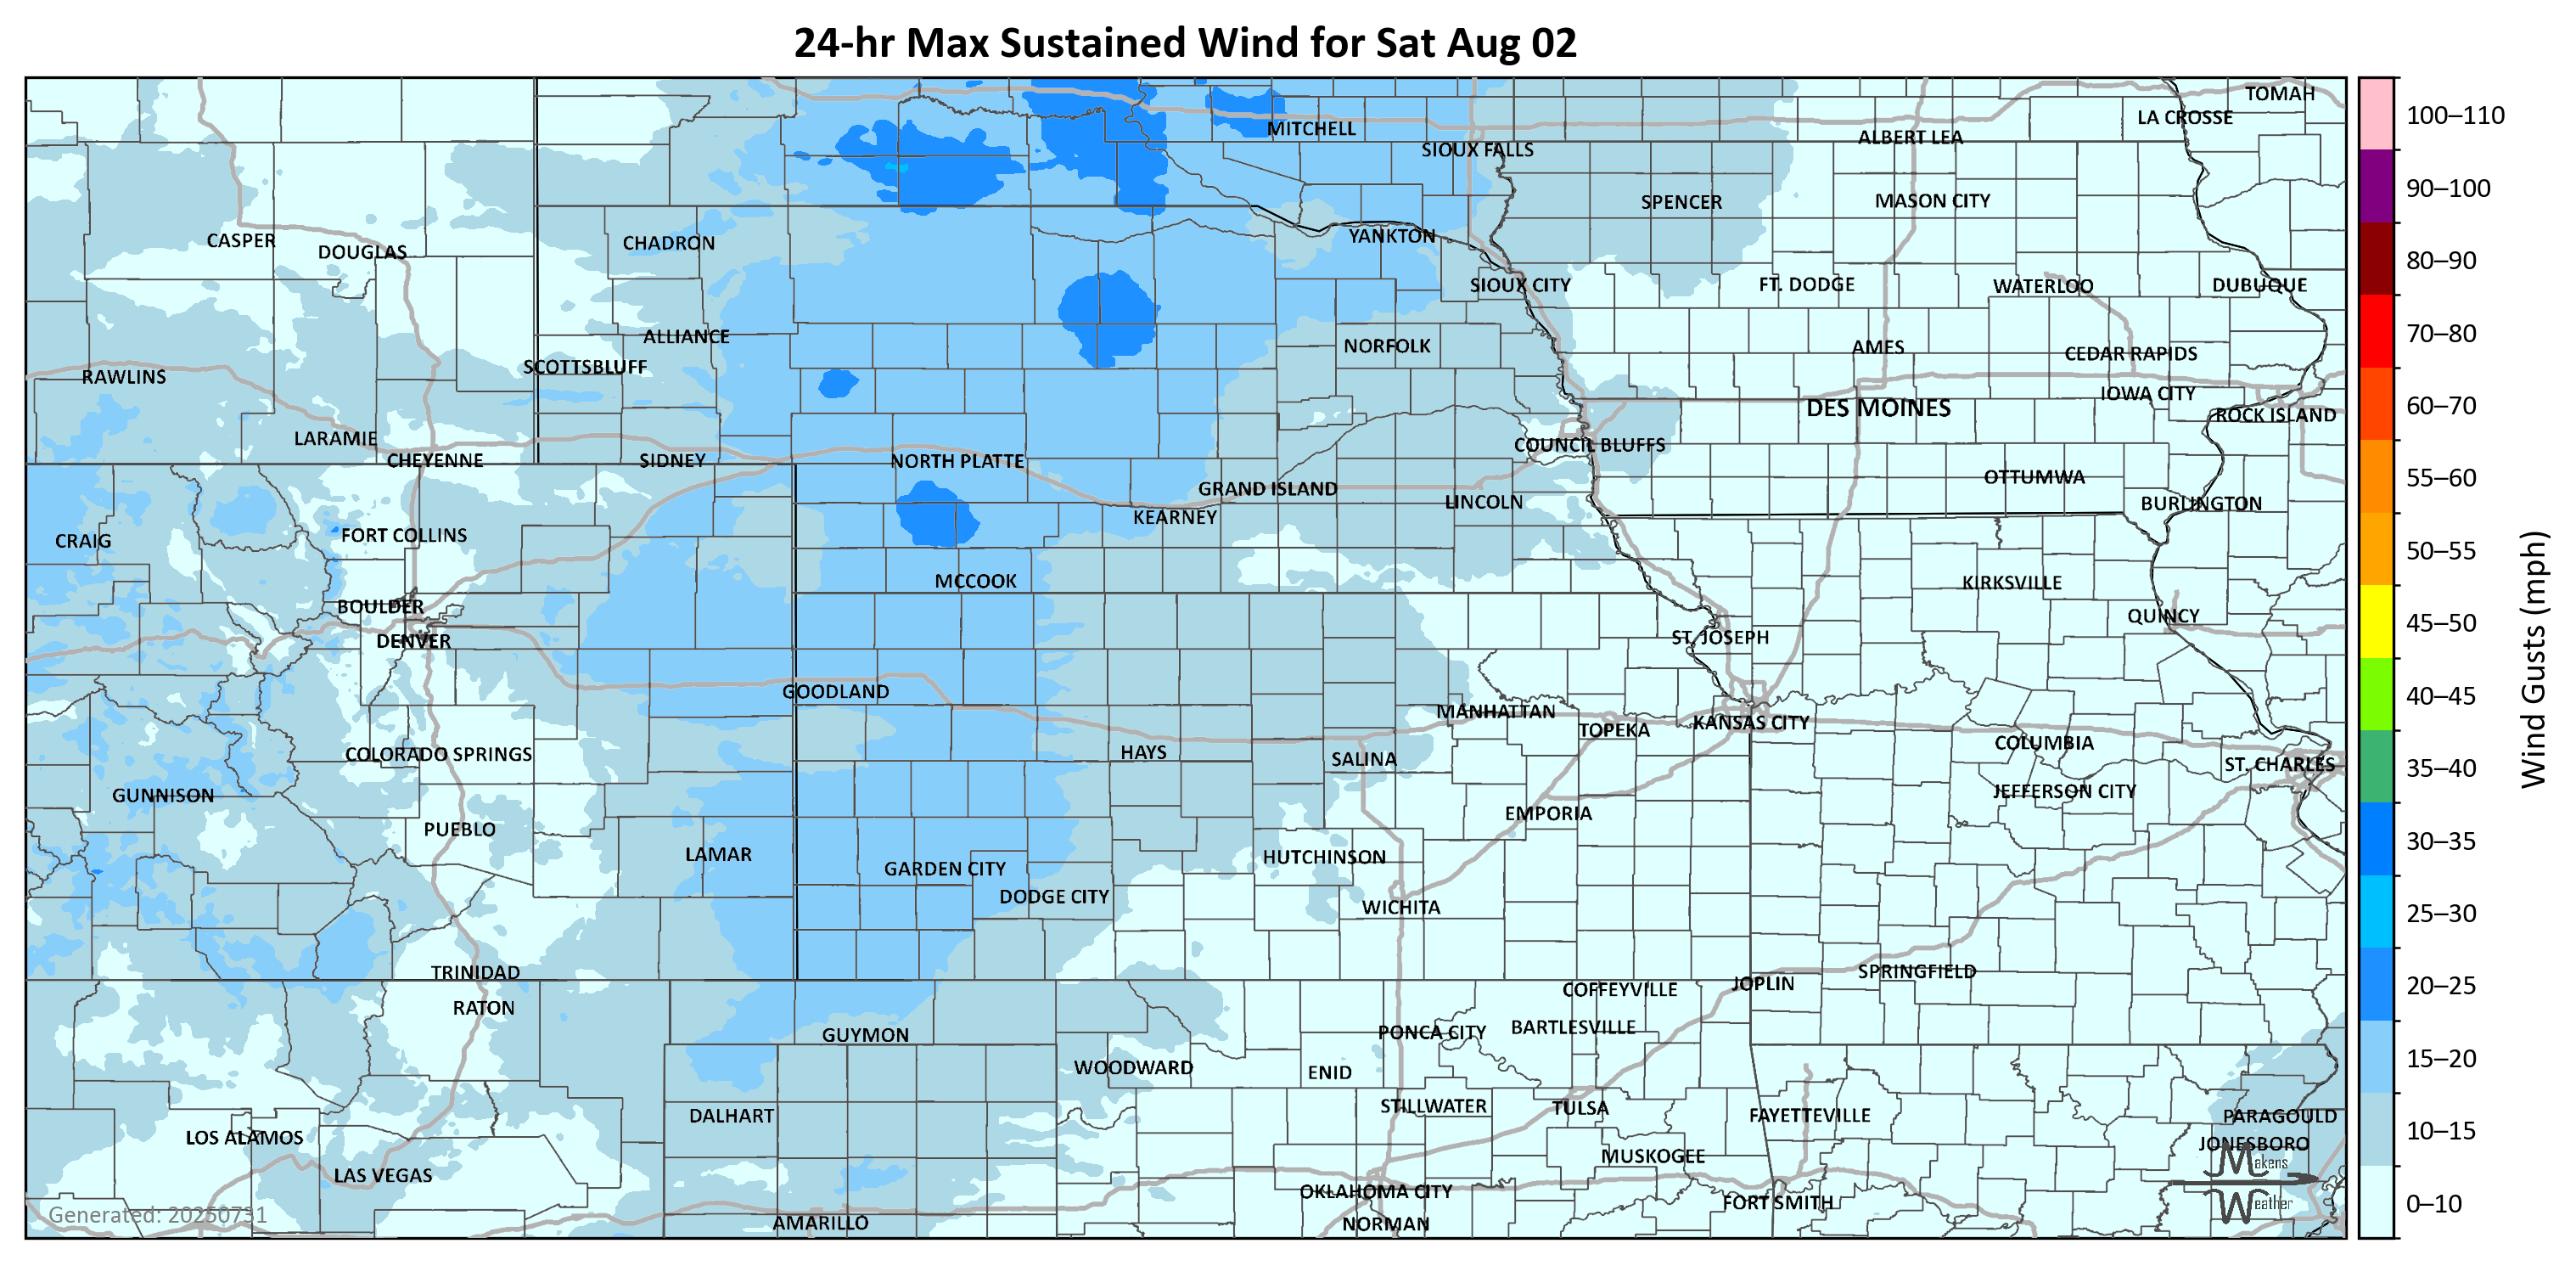 24-hr Max Sustained Wind for Sat Aug 02
TOMAH
LA CROSSE
MITCHELL
ALBERT LEA
SIOUX FALLS
SPENCER
MASON CITY
CASPER
DOUGLAS
CHADRON
YANKTON
SIOUX CITY
FT. DODGE
WATERLOO
DUBUQUE
ALLIANCE
NORFOLK
AMES
CEDAR RAPIDS
SCOTTSBLUFF
RAWLINS
IOWA CITY
DES MOINES
ROCK ISLAND
LARAMIE
COUNCIL BLUFFS
CHEYENNE
SIDNEY
NORTH PLATTE
OTTUMWA
GRAND ISLAND
LINCOLN
BURLINGTON
KEARNEY
CRAIG
FORT COLLINS
MCCOOK
KIRKSVILLE
BOULDER
QUINCY
DENVER
ST. JOSEPH
GOODLAND
MANHATTAN
TOPEKA
KANSAS CITY
COLORADO SPRINGS
HAYS
SALINA
COLUMBIA
ST. CHARLES
GUNNISON
JEFFERSON CITY
EMPORIA
PUEBLO
LAMAR
HUTCHINSON
GARDEN CITY
DODGE CITY
WICHITA
TRINIDAD
SPRINGFIELD
JOPLIN
COFFEYVILLE
RATON
GUYMON
PONCA CITY
BARTLESVILLE
WOODWARD
ENID
DALHART
STILLWATER
TULSA
FAYETTEVILLE
PARAGOULD
LOS ALAMOS
JONESBORO
MUSKOGEE
LAS VEGAS
OKLAHOMA CITY
FORT SMITH
AMARILLO
NORMAN
Generated: 20250731
Makens
Weather
100–110
90–100
80–90
70–80
60–70
55–60
50–55
45–50
40–45
35–40
30–35
25–30
20–25
15–20
10–15
0–10
Wind Gusts (mph)